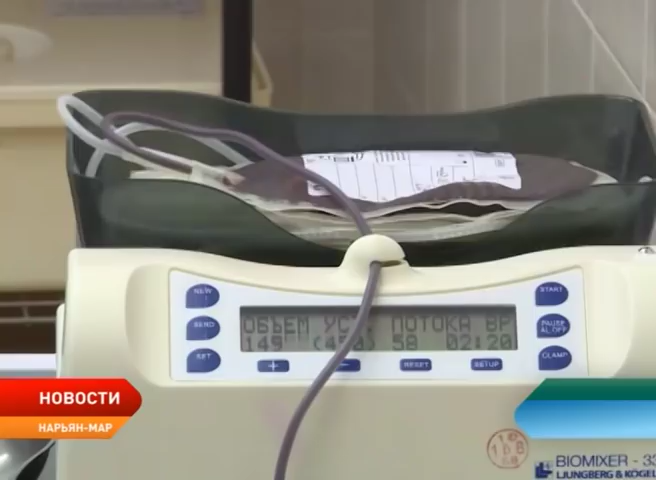 NEW
SEND
SET
START
PAUSE
AL.OFF
CLAMP
ОБЪЕМ УСТ. ПОТОКА ВР
149 (450) 58 02:20
+
-
RESET
SETUP
НОВОСТИ
НАРЬЯН-МАР
BIOMIXER - 33
LJUNGBERG & KÖGEL